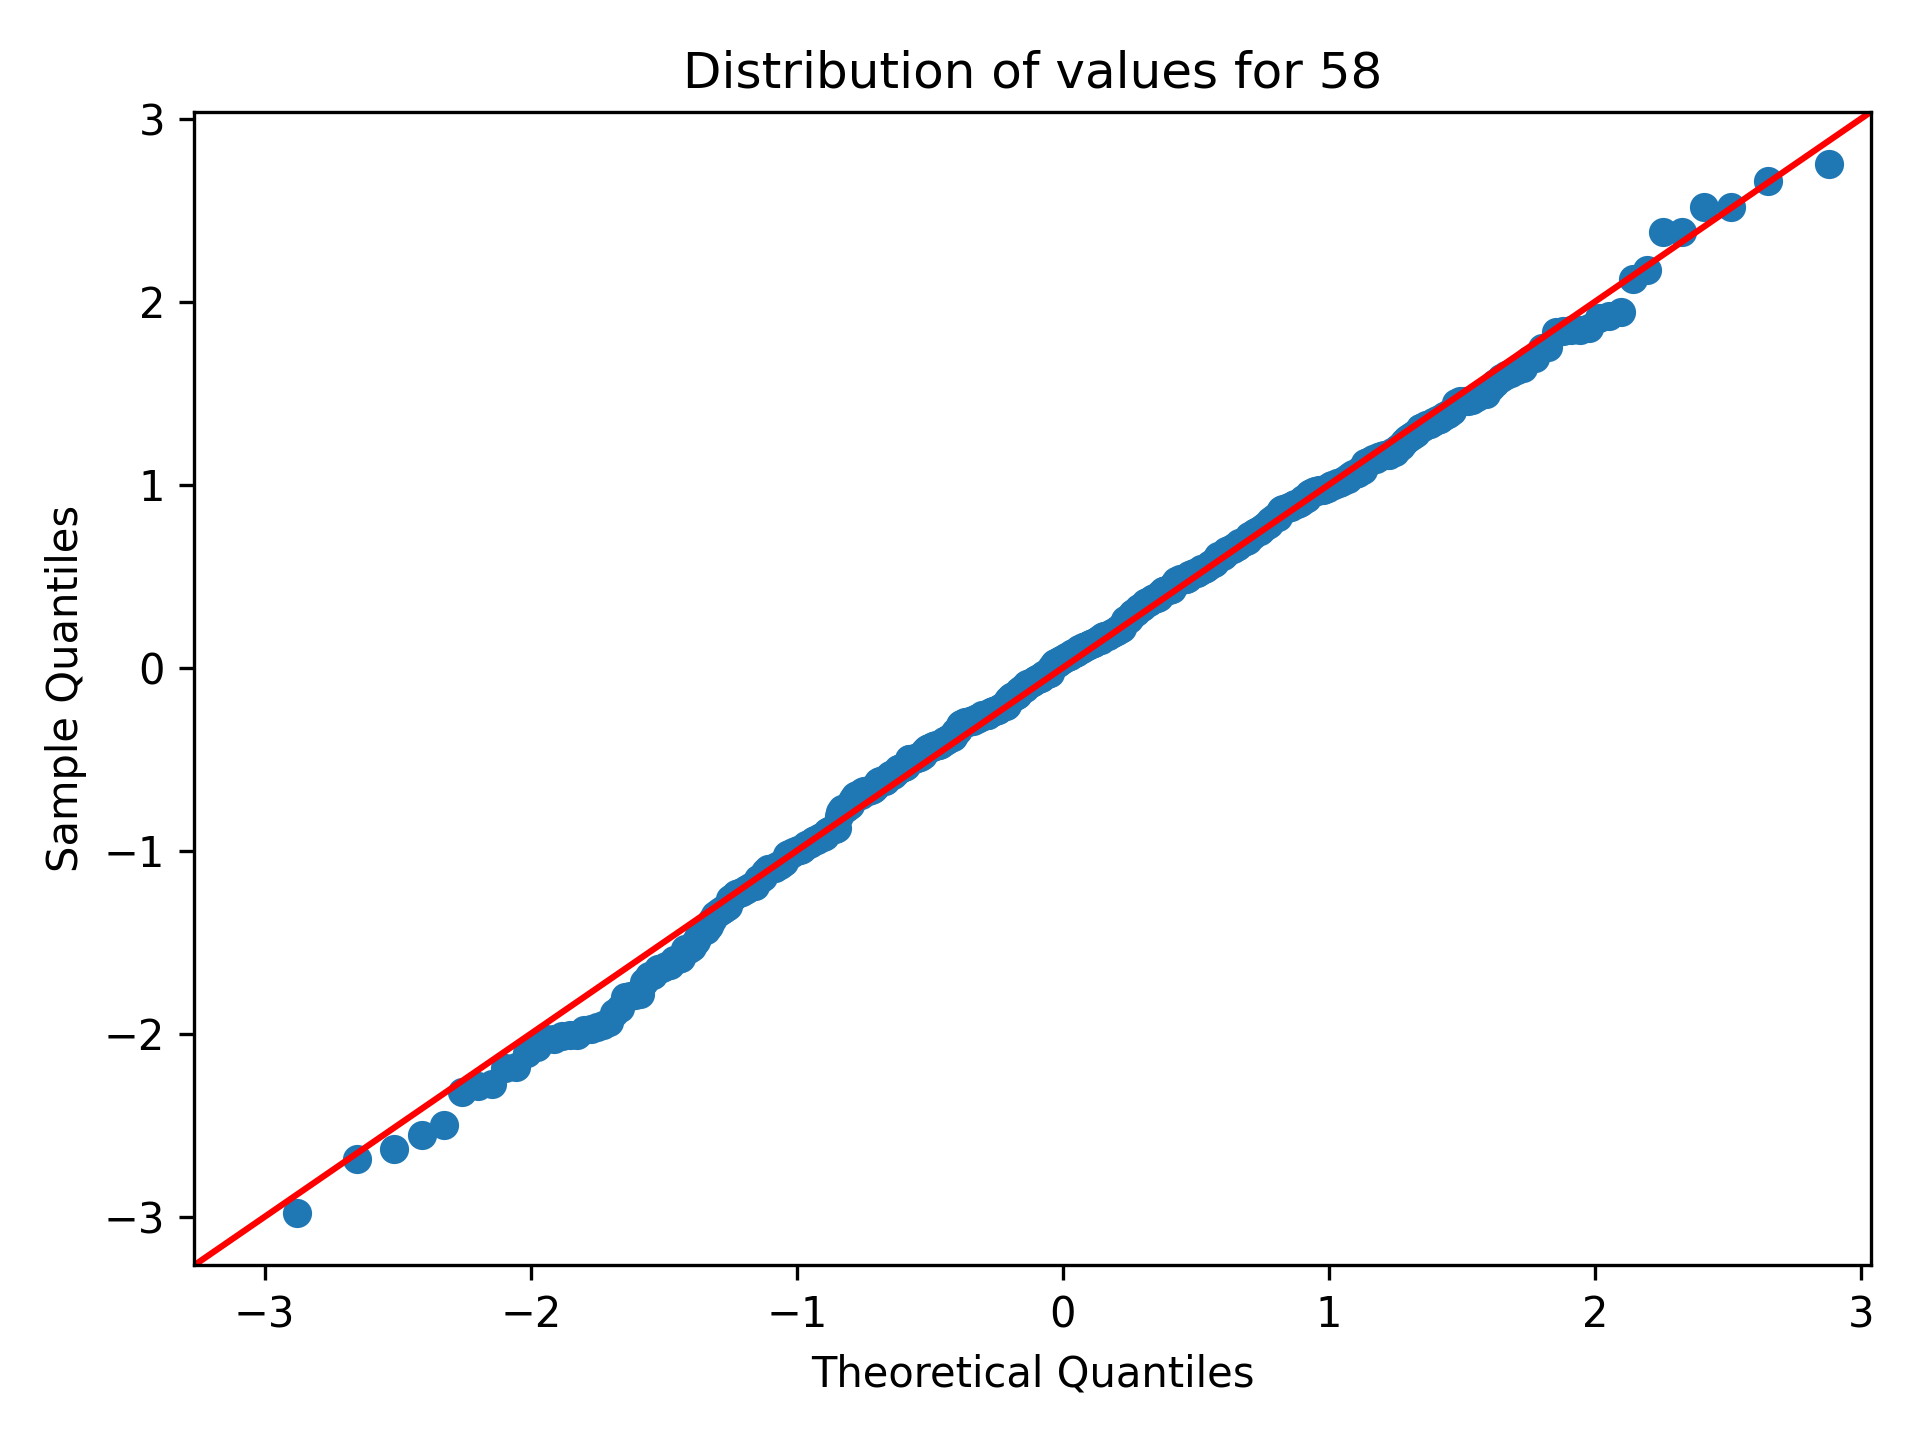 Distribution of values for 58
3
2
1
0
−1
−2
−3
Sample Quantiles
−3 −2 −1 0 1 2 3
Theoretical Quantiles